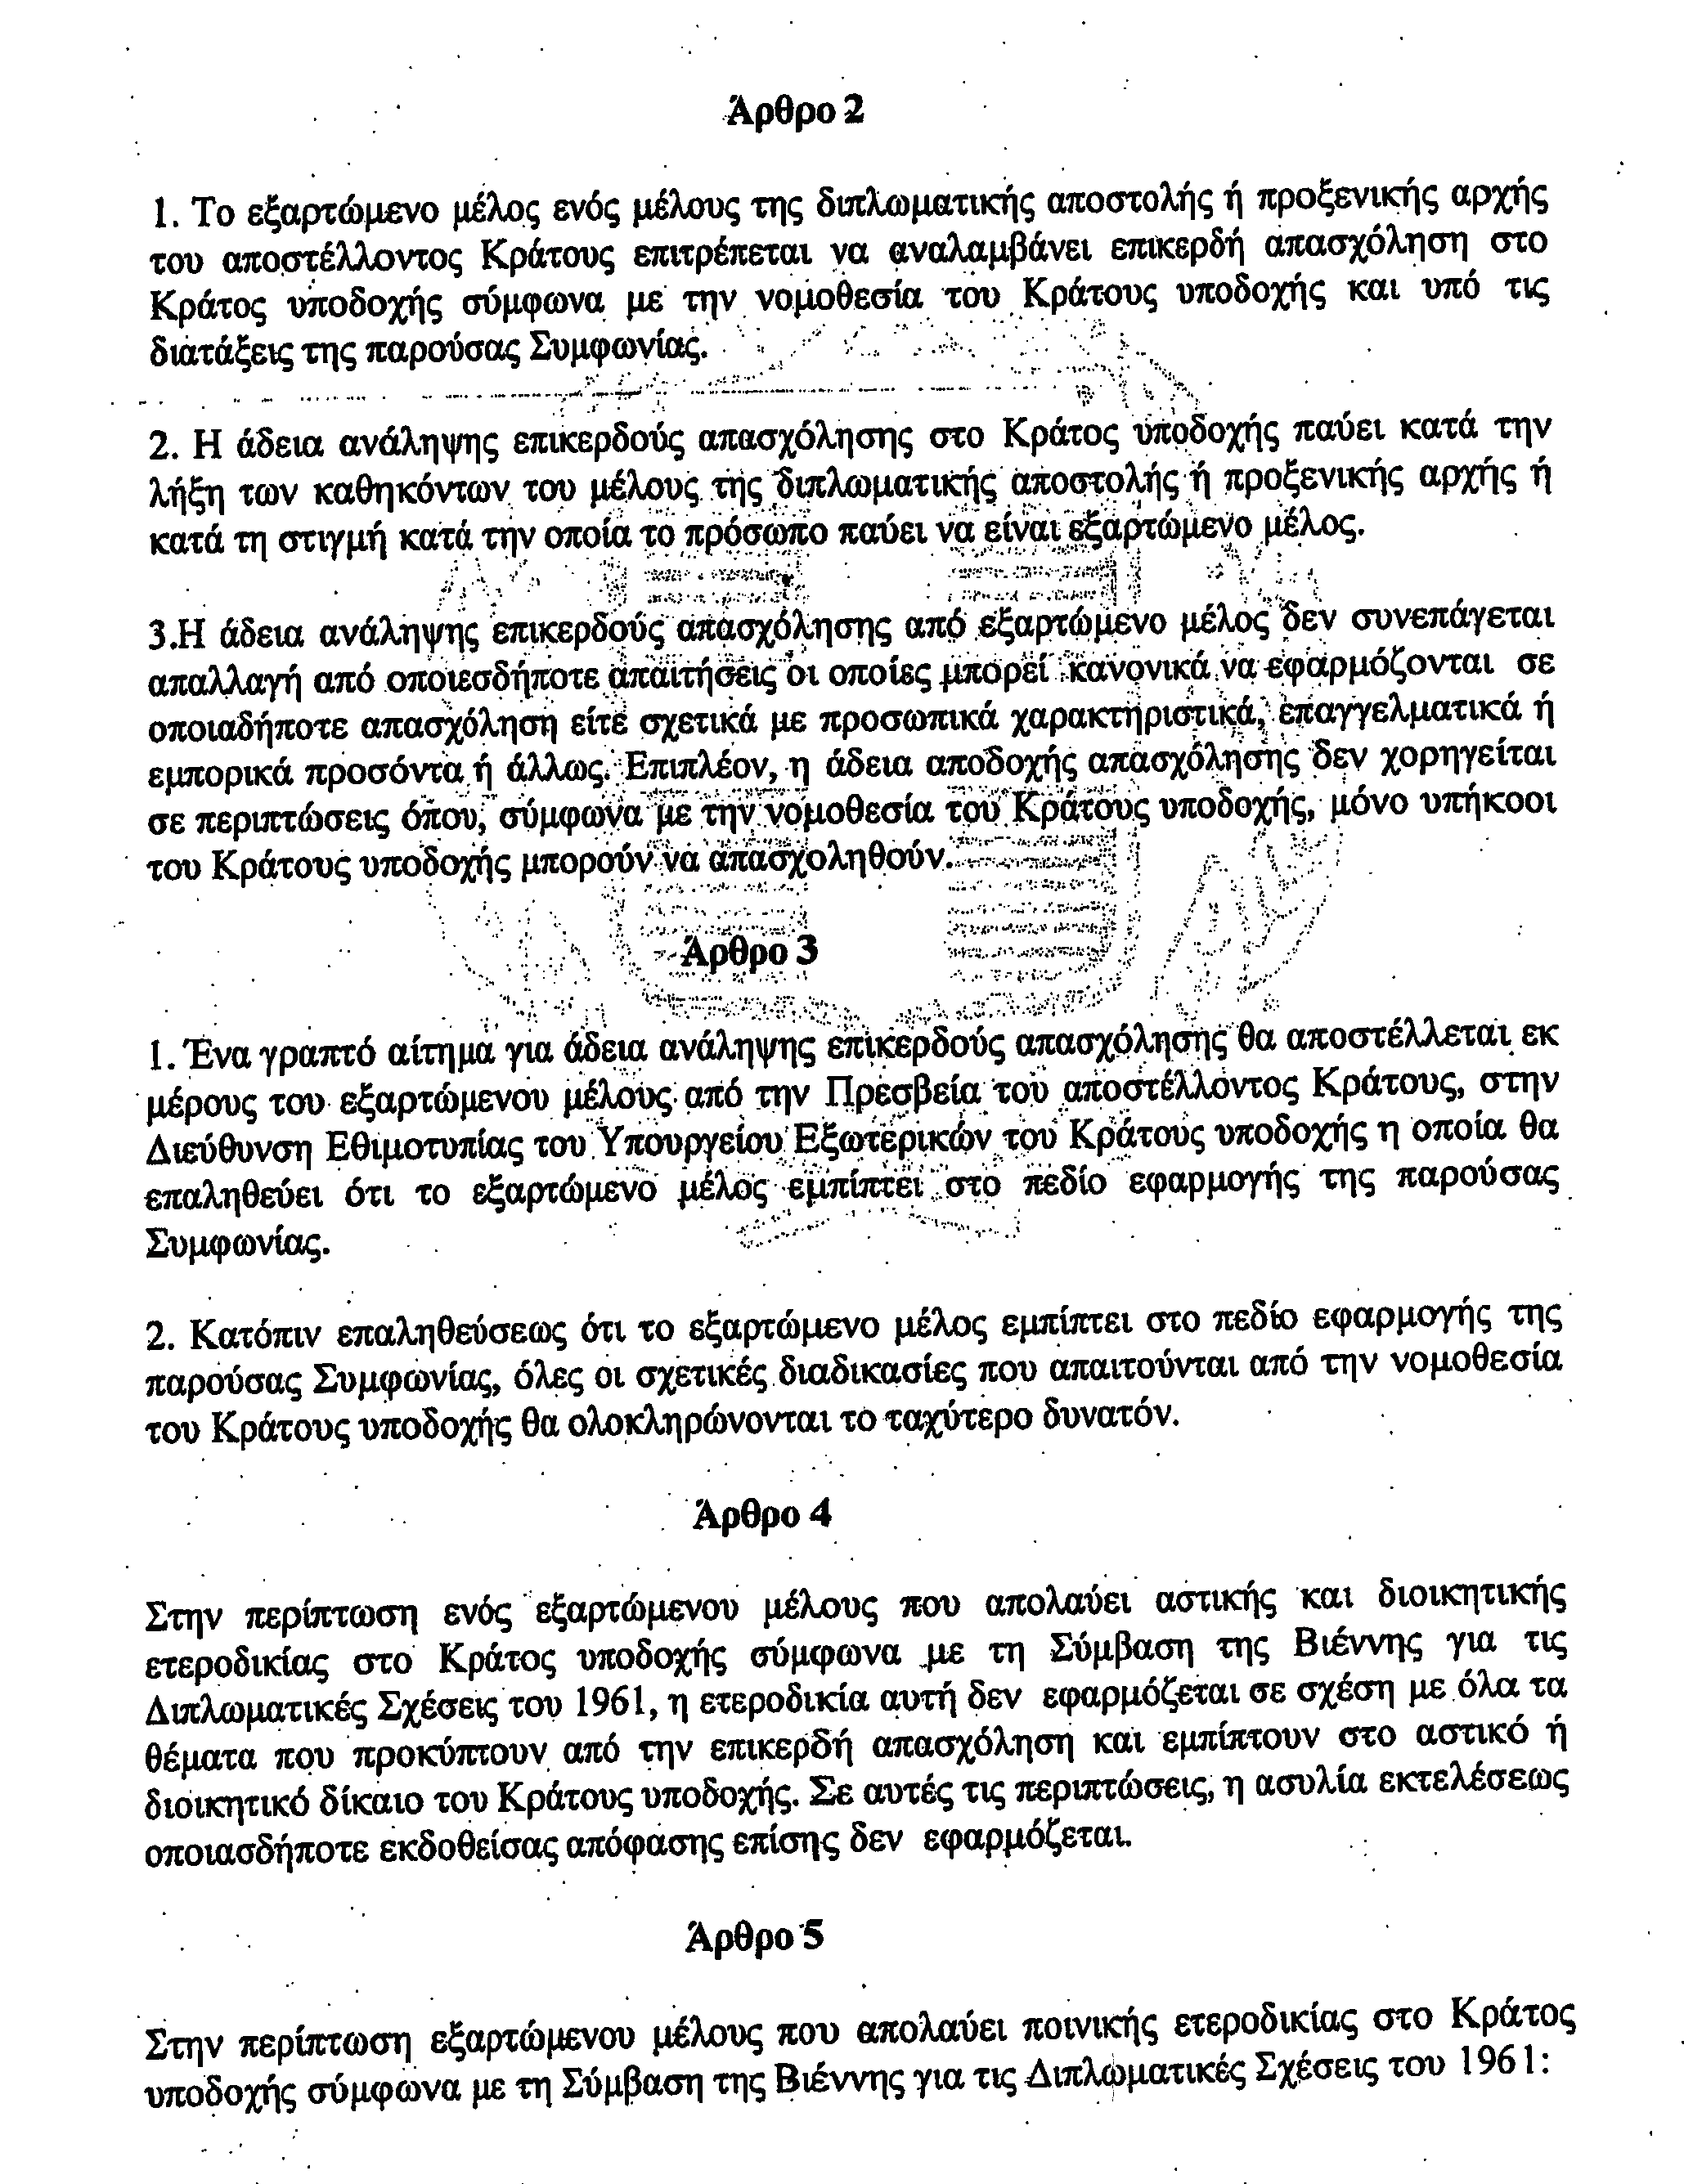 Άρθρο 2
1. Το εξαρτώμενο μέλος ενός μέλους της διπλωματικής αποστολής ή προξενικής αρχής
του αποστέλλοντος Κράτους επιτρέπεται να αναλαμβάνει επικερδή απασχόληση στο
Κράτος υποδοχής σύμφωνα με την νομοθεσία του Κράτους υποδοχής και υπό τις
διατάξεις της παρούσας Συμφωνίας.
2. Η άδεια ανάληψης επικερδούς απασχόλησης στο Κράτος υποδοχής παύει κατά την
λήξη των καθηκόντων του μέλους της διπλωματικής αποστολής ή προξενικής αρχής ή
κατά τη στιγμή κατά την οποία το πρόσωπο παύει να είναι εξαρτώμενο μέλος.
3.Η άδεια ανάληψης επικερδούς απασχόλησης από εξαρτώμενο μέλος δεν συνεπάγεται
απαλλαγή από οποιεσδήποτε απαιτήσεις οι οποίες μπορεί κανονικά να εφαρμόζονται σε
οποιαδήποτε απασχόληση είτε σχετικά με προσωπικά χαρακτηριστικά, επαγγελματικά ή
εμπορικά προσόντα ή άλλως. Επιπλέον, η άδεια αποδοχής απασχόλησης δεν χορηγείται
σε περιπτώσεις όπου, σύμφωνα με την νομοθεσία του Κράτους υποδοχής, μόνο υπήκοοι
του Κράτους υποδοχής μπορούν να απασχοληθούν.
Άρθρο 3
1. Ένα γραπτό αίτημα για άδεια ανάληψης επικερδούς απασχόλησης θα αποστέλλεται εκ
μέρους του εξαρτώμενου μέλους από την Πρεσβεία του αποστέλλοντος Κράτους, στην
Διεύθυνση Εθιμοτυπίας του Υπουργείου Εξωτερικών του Κράτους υποδοχής η οποία θα
επαληθεύει ότι το εξαρτώμενο μέλος εμπίπτει στο πεδίο εφαρμογής της παρούσας
Συμφωνίας.
2. Κατόπιν επαληθεύσεως ότι το εξαρτώμενο μέλος εμπίπτει στο πεδίο εφαρμογής της
παρούσας Συμφωνίας, όλες οι σχετικές διαδικασίες που απαιτούνται από την νομοθεσία
του Κράτους υποδοχής θα ολοκληρώνονται το ταχύτερο δυνατόν.
Άρθρο 4
Στην περίπτωση ενός εξαρτώμενου μέλους που απολαύει αστικής και διοικητικής
ετεροδικίας στο Κράτος υποδοχής σύμφωνα με τη Σύμβαση της Βιέννης για τις
Διπλωματικές Σχέσεις του 1961, η ετεροδικία αυτή δεν εφαρμόζεται σε σχέση με όλα τα
θέματα που προκύπτουν από την επικερδή απασχόληση και εμπίπτουν στο αστικό ή
διοικητικό δίκαιο του Κράτους υποδοχής. Σε αυτές τις περιπτώσεις, η ασυλία εκτελέσεως
οποιασδήποτε εκδοθείσας απόφασης επίσης δεν εφαρμόζεται.
Άρθρο 5
Στην περίπτωση εξαρτώμενου μέλους που απολαύει ποινικής ετεροδικίας στο Κράτος
υποδοχής σύμφωνα με τη Σύμβαση της Βιέννης για τις Διπλωματικές Σχέσεις του 1961: